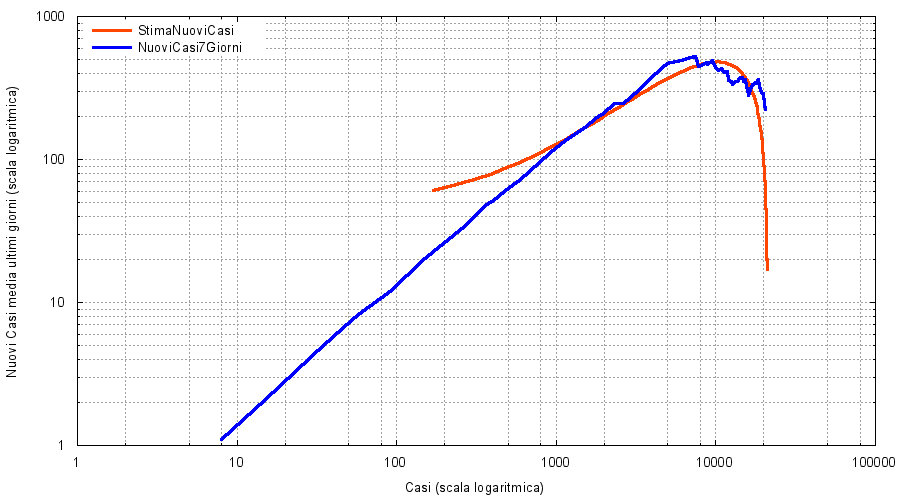 StimaNuoviCasi
NuoviCasi7Giorni
Nuovi Casi media ultimi giorni (scala logaritmica)
1000
100
10
1
1
10
100
1000
10000
100000
Casi (scala logaritmica)